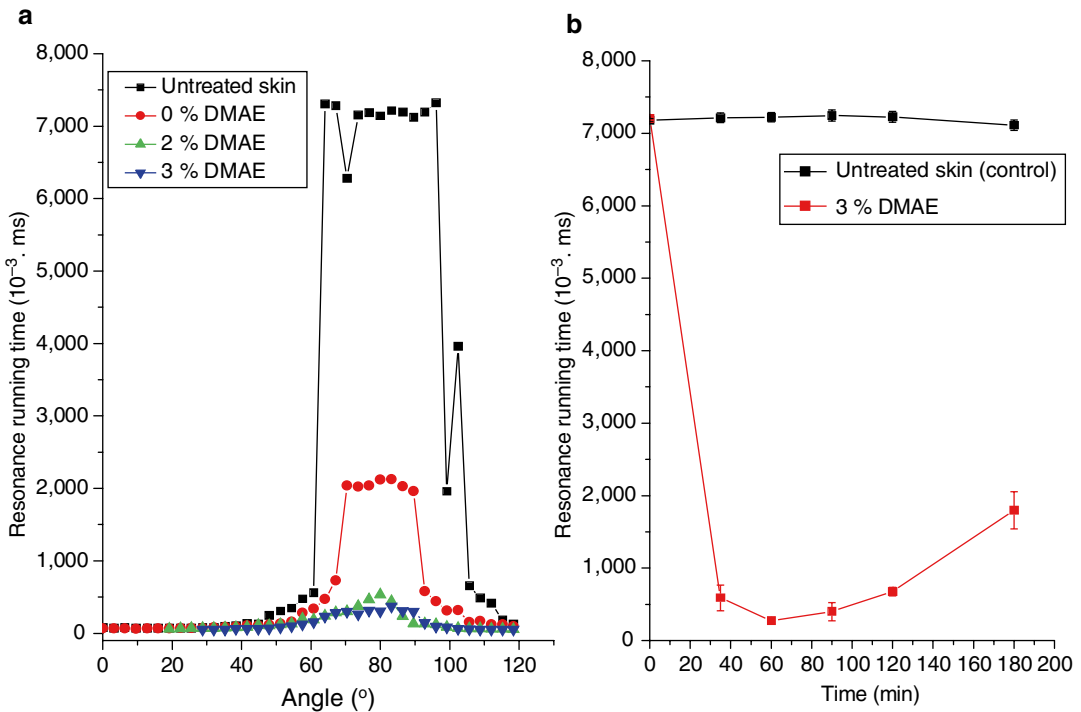 a
8,000
7,000
6,000
5,000
4,000
3,000
2,000
1,000
0
Resonance running time (10⁻³. ms)
Untreated skin
0 % DMAE
2 % DMAE
3 % DMAE
0 20 40 60 80 100 120
Angle (º)
b
8,000
7,000
6,000
5,000
4,000
3,000
2,000
1,000
0
Resonance running time (10⁻³. ms)
Untreated skin (control)
3 % DMAE
0 20 40 60 80 100 120 140 160 180 200
Time (min)